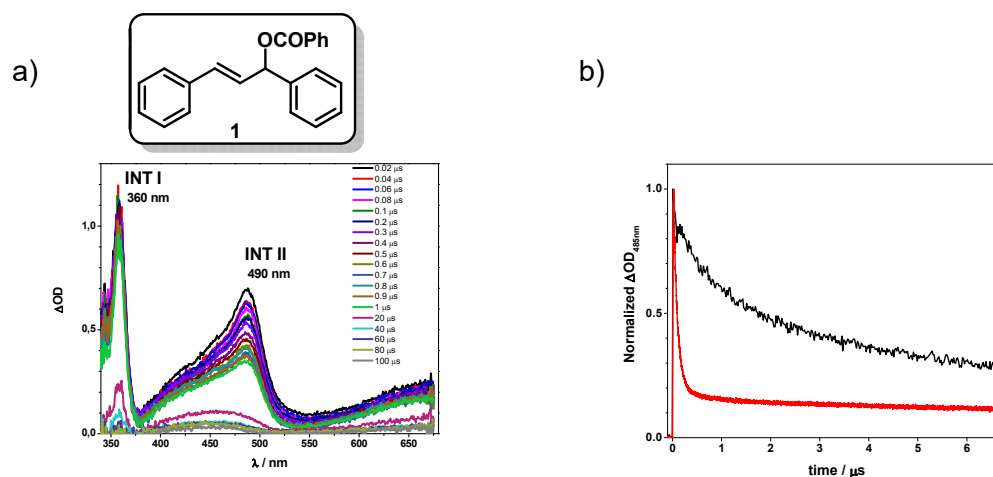 a)
OCOPh
1
INT I
360 nm
INT II
490 nm
0.02 μs
0.04 μs
0.06 μs
0.08 μs
0.1 μs
0.2 μs
0.3 μs
0.4 μs
0.5 μs
0.6 μs
0.7 μs
0.8 μs
0.9 μs
1 μs
20 μs
40 μs
60 μs
80 μs
100 μs
1,0
0,5
0,0
ΔOD
350 400 450 500 550 600 650
λ / nm
b)
1.0
0.5
0.0
Normalized ΔOD485nm
0 1 2 3 4 5 6
time / μs